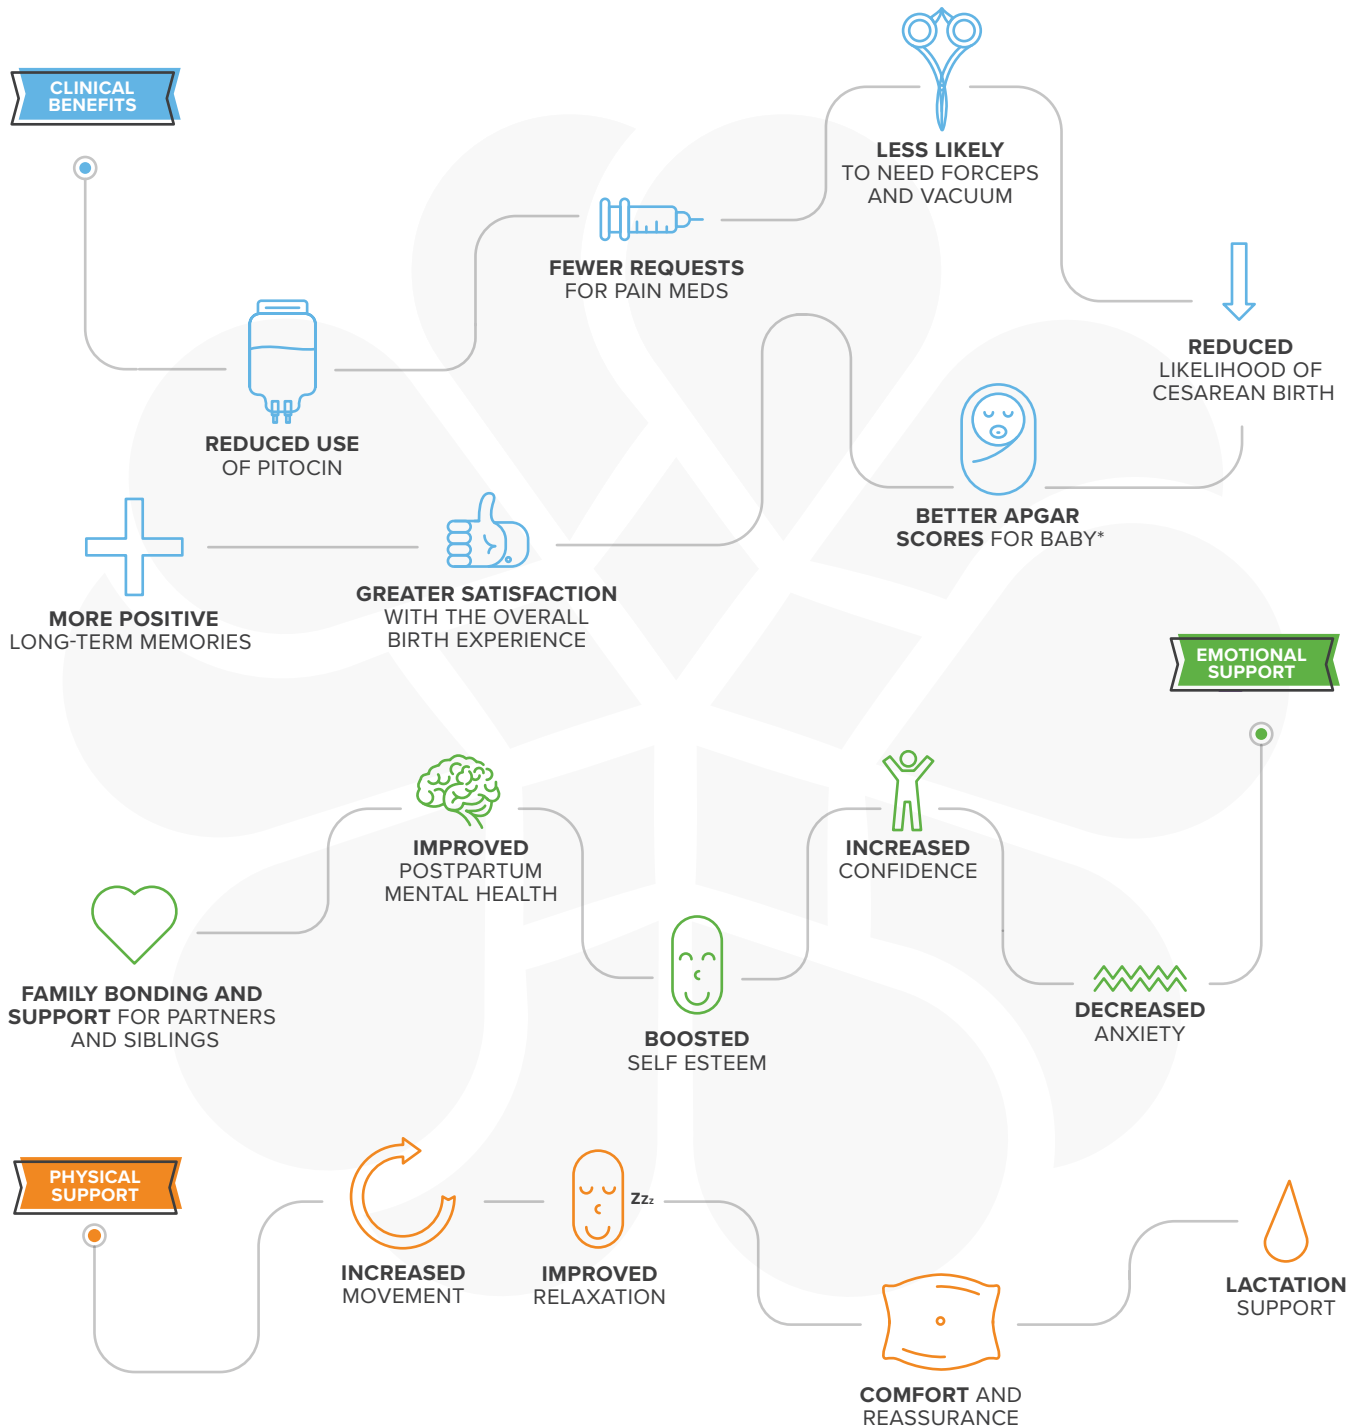 CLINICAL
BENEFITS
REDUCED USE
OF PITOCIN
FEWER REQUESTS
FOR PAIN MEDS
LESS LIKELY
TO NEED FORCEPS
AND VACUUM
REDUCED
LIKELIHOOD OF
CESAREAN BIRTH
BETTER APGAR
SCORES FOR BABY*
GREATER SATISFACTION
WITH THE OVERALL
BIRTH EXPERIENCE
MORE POSITIVE
LONG-TERM MEMORIES
EMOTIONAL
SUPPORT
DECREASED
ANXIETY
INCREASED
CONFIDENCE
BOOSTED
SELF ESTEEM
IMPROVED
POSTPARTUM
MENTAL HEALTH
FAMILY BONDING AND
SUPPORT FOR PARTNERS
AND SIBLINGS
PHYSICAL
SUPPORT
INCREASED
MOVEMENT
zzz
IMPROVED
RELAXATION
COMFORT AND
REASSURANCE
LACTATION
SUPPORT